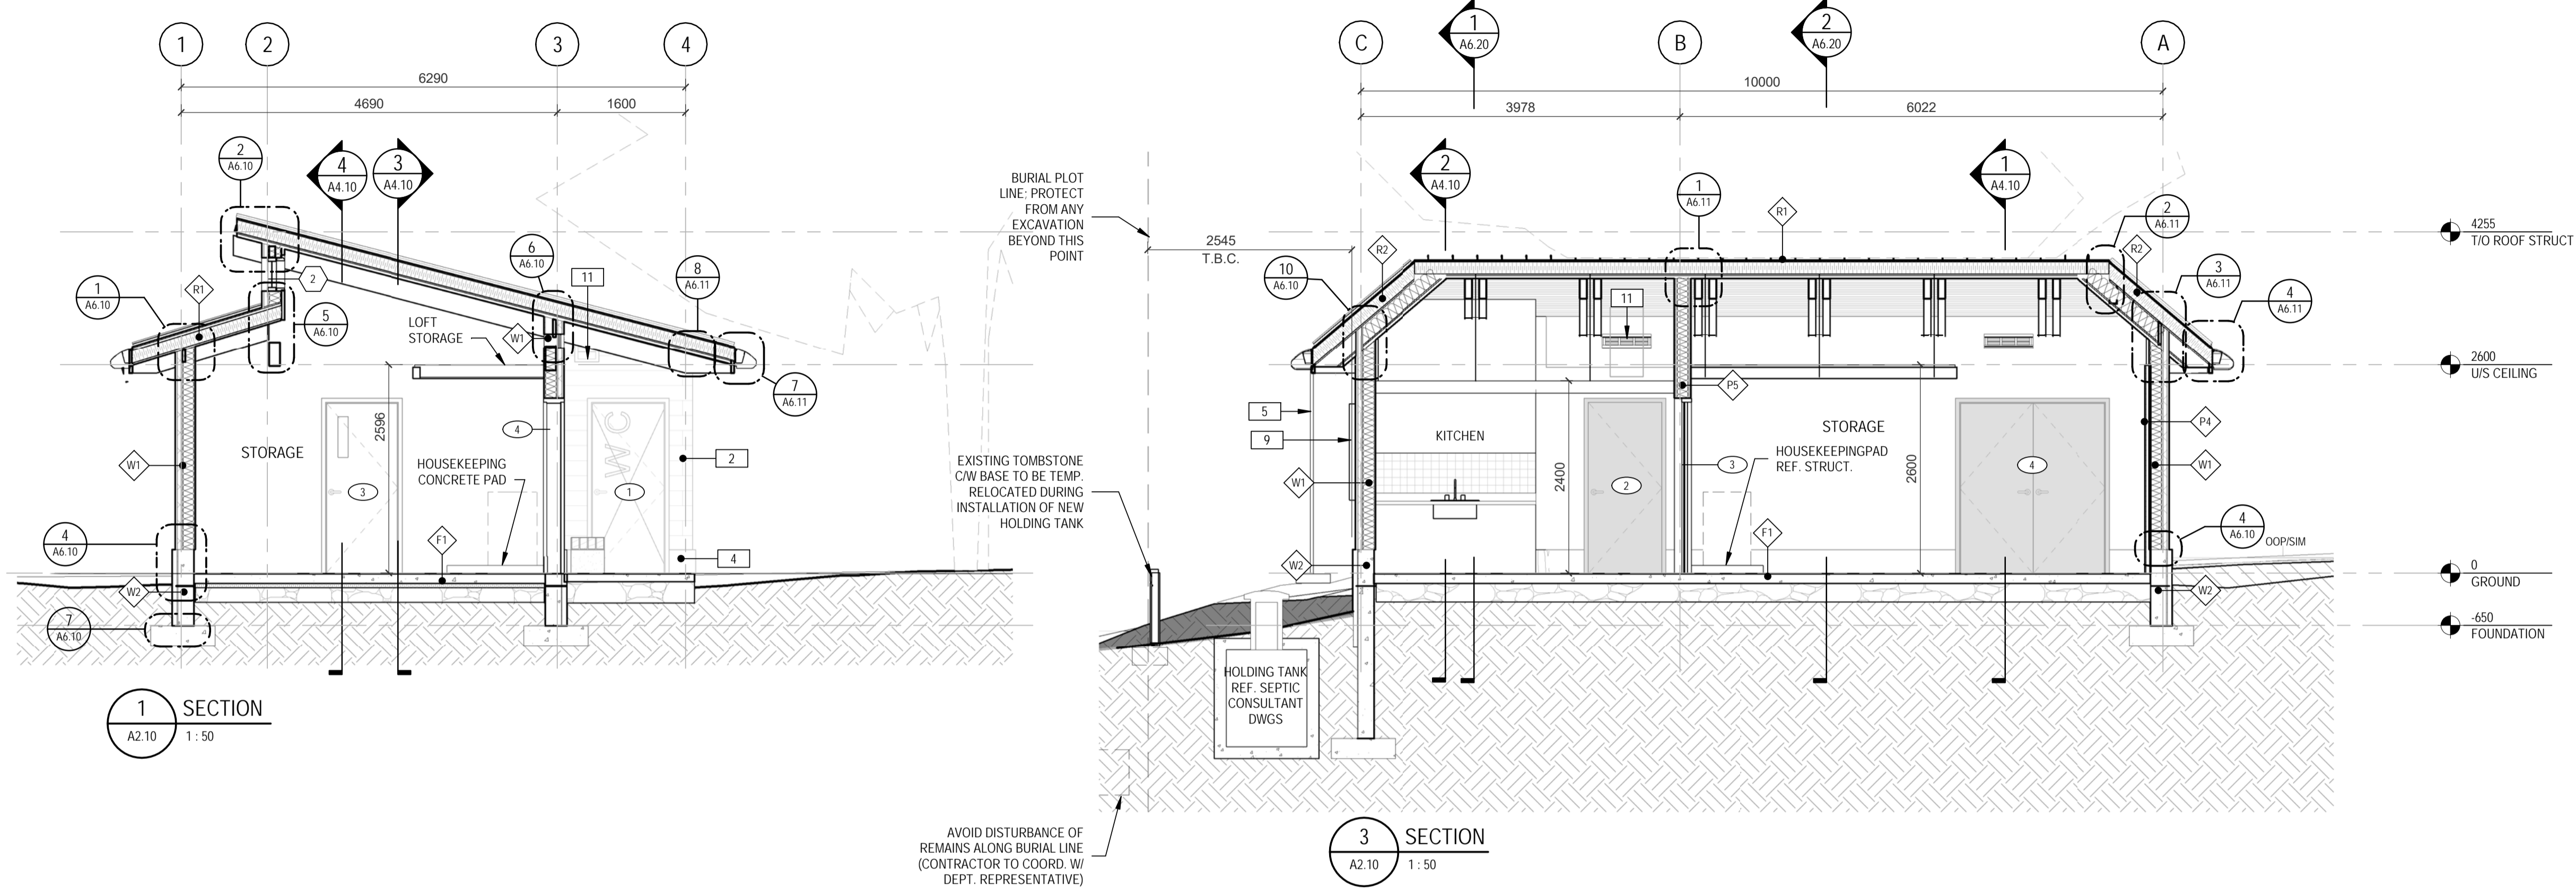 1
2
3
4
6290
4690
1600
2
A6.10
4
A4.10
3
A4.10
6
A6.10
11
8
A6.11
1
A6.10
R1
2
5
A6.10
LOFT
STORAGE
W1
7
A6.11
2596
STORAGE
W1
3
HOUSEKEEPING
CONCRETE PAD
4
WC
1
2
4
A6.10
F1
4
W2
7
A6.10
1
A2.10
SECTION
1 : 50
C
1
A6.20
B
2
A6.20
A
10000
3978
6022
BURIAL PLOT
LINE; PROTECT
FROM ANY
EXCAVATION
BEYOND THIS
POINT
2545
T.B.C.
2
A4.10
1
A6.11
R1
1
A4.10
2
A6.11
R2
R2
10
A6.10
3
A6.11
4
A6.11
11
P5
5
9
KITCHEN
2400
2
3
STORAGE
HOUSEKEEPINGPAD
REF. STRUCT.
2600
4
P4
W1
W1
EXISTING TOMBSTONE
C/W BASE TO BE TEMP.
RELOCATED DURING
INSTALLATION OF NEW
HOLDING TANK
F1
4
A6.10
OOP/SIM
W2
W2
HOLDING TANK
REF. SEPTIC
CONSULTANT
DWGS
AVOID DISTURBANCE OF
REMAINS ALONG BURIAL LINE
(CONTRACTOR TO COORD. W/
DEPT. REPRESENTATIVE)
3
A2.10
SECTION
1 : 50
4255
T/O ROOF STRUCT
2600
U/S CEILING
0
GROUND
-650
FOUNDATION